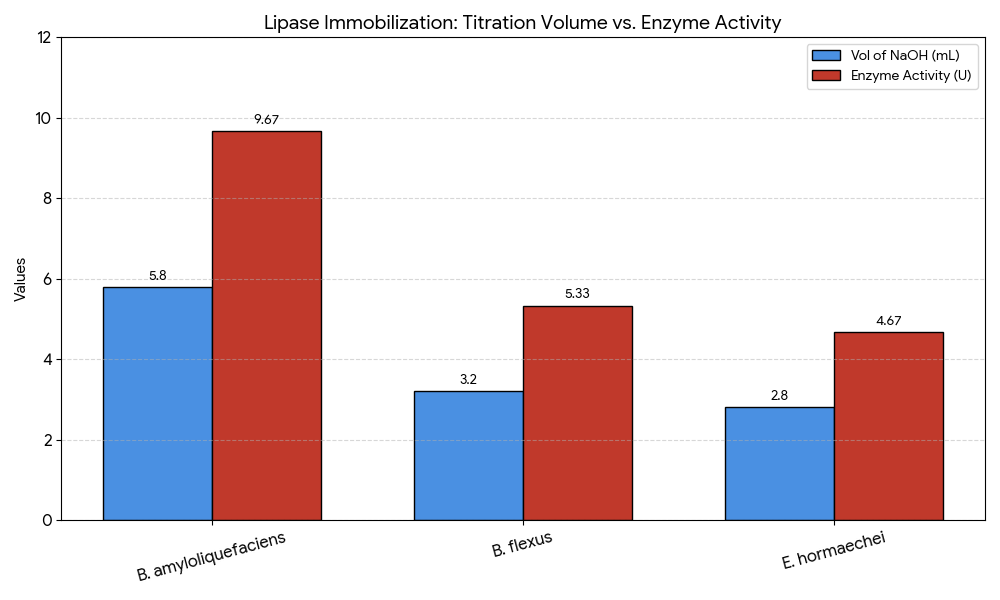 Lipase Immobilization: Titration Volume vs. Enzyme Activity
Vol of NaOH (mL)
Enzyme Activity (U)
Values
12
10
8
6
4
2
0
5.8
9.67
3.2
5.33
2.8
4.67
B. amyloliquefaciens
B. flexus
E. hormaechei